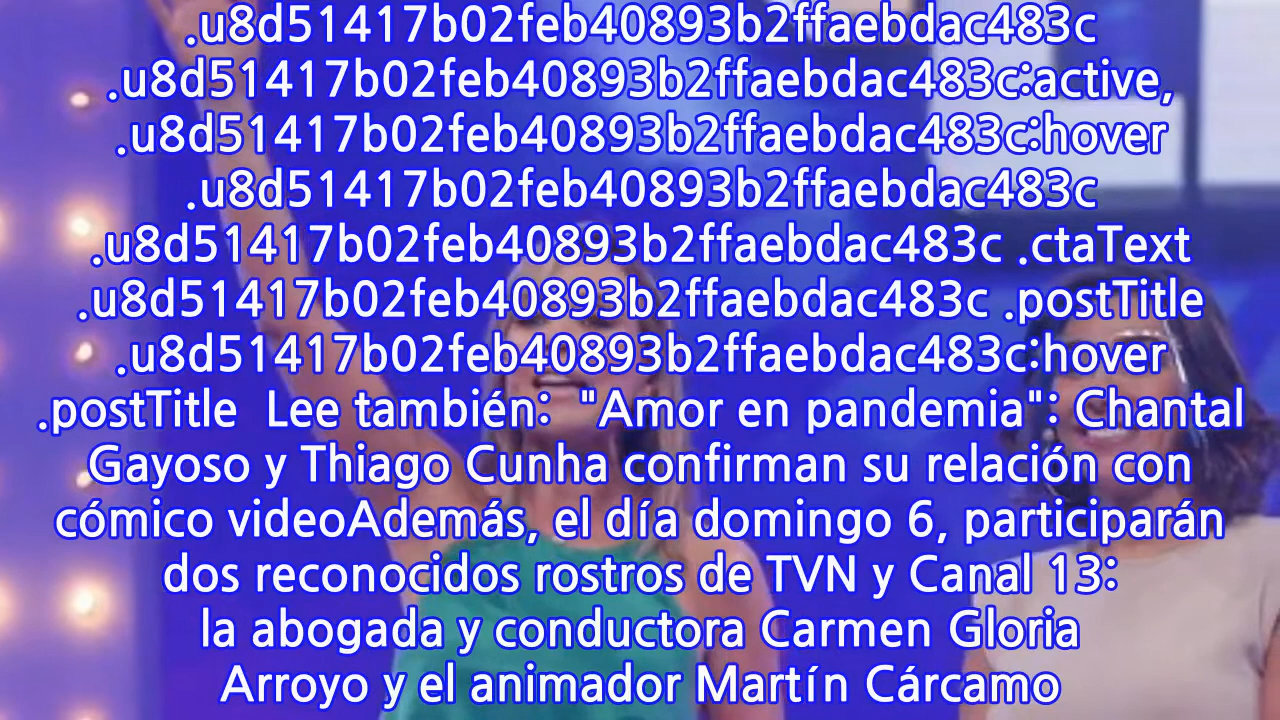 .u8d51417b02feb40893b2ffaebdac483c
.u8d51417b02feb40893b2ffaebdac483c:active,
.u8d51417b02feb40893b2ffaebdac483c:hover
.u8d51417b02feb40893b2ffaebdac483c
.u8d51417b02feb40893b2ffaebdac483c .ctaText
.u8d51417b02feb40893b2ffaebdac483c .postTitle
.u8d51417b02feb40893b2ffaebdac483c:hover
.postTitle  Lee también:  "Amor en pandemia": Chantal
Gayoso y Thiago Cunha confirman su relación con
cómico videoAdemás, el día domingo 6, participarán
dos reconocidos rostros de TVN y Canal 13:
la abogada y conductora Carmen Gloria
Arroyo y el animador Martín Cárcamo